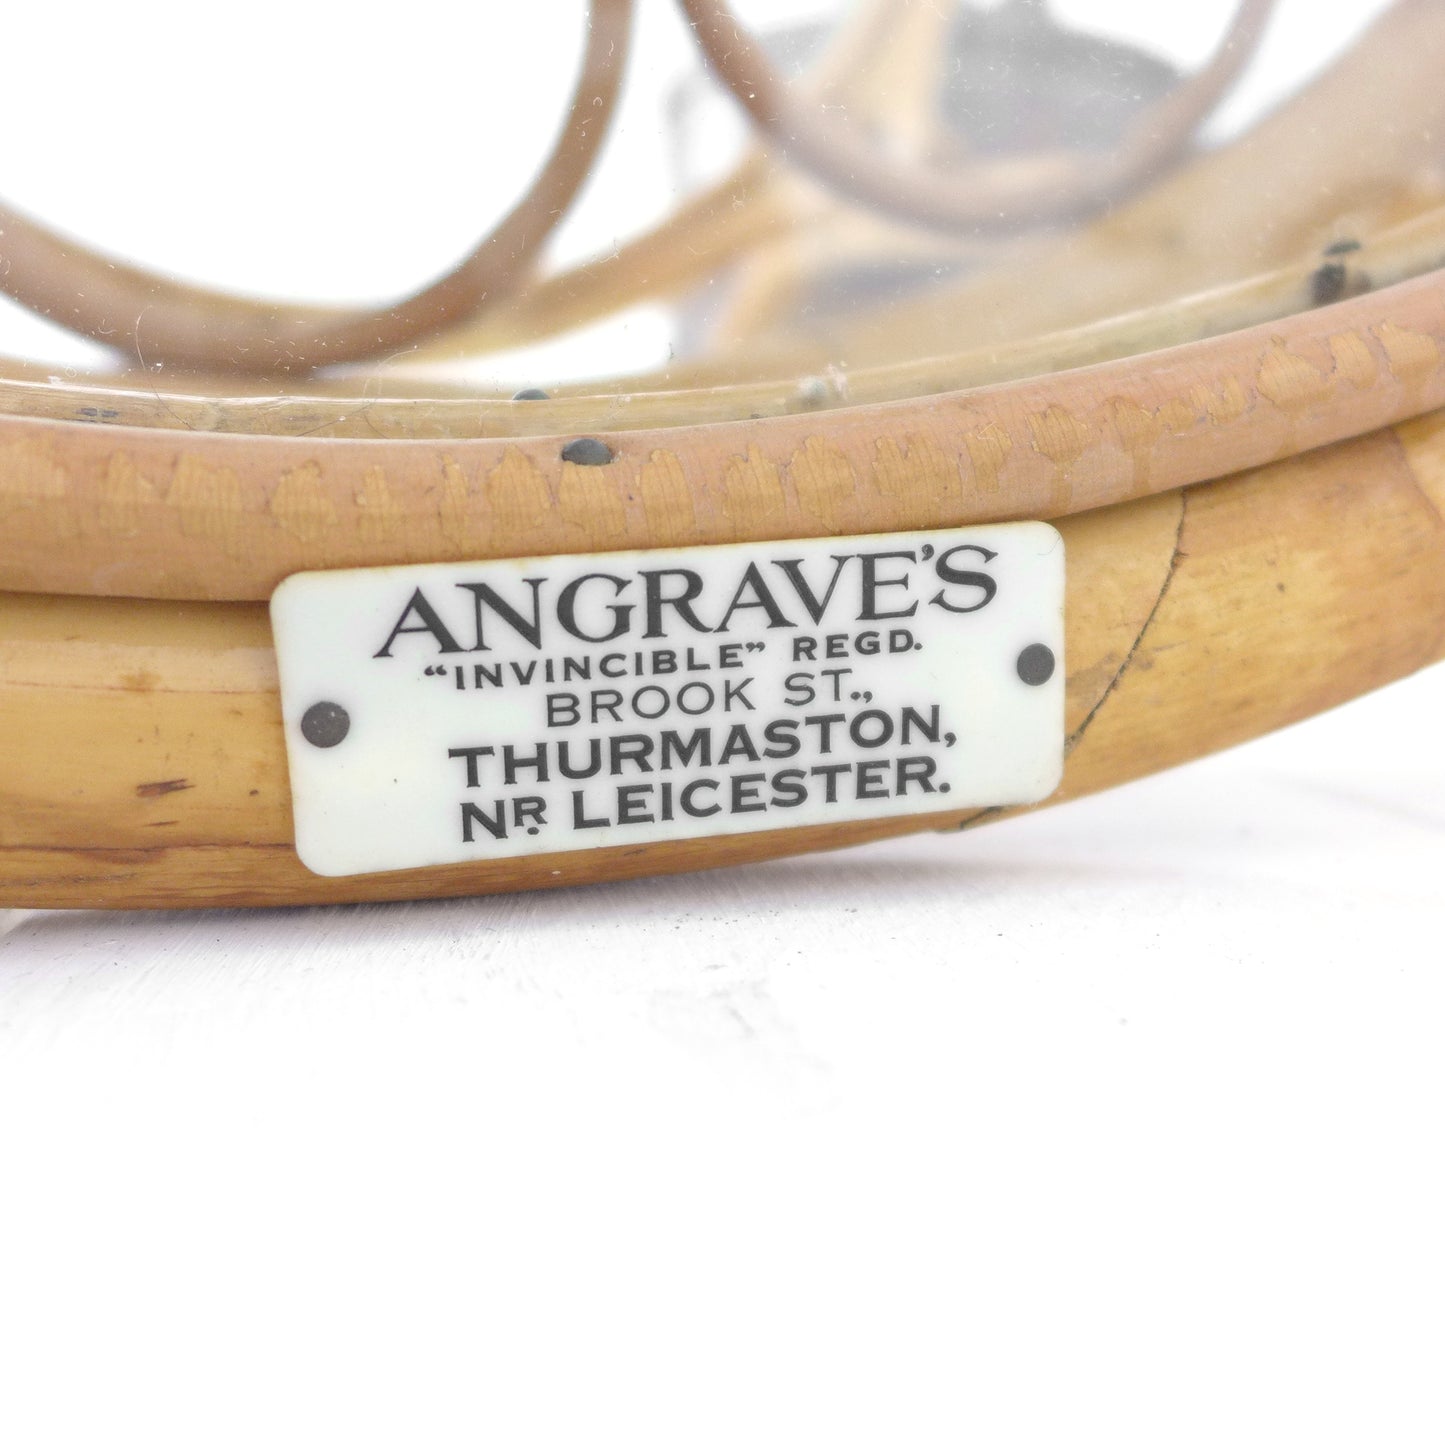 ANGRAVE'S
"INVINCIBLE" REGD.
BROOK ST.,
THURMASTON,
NR. LEICESTER.